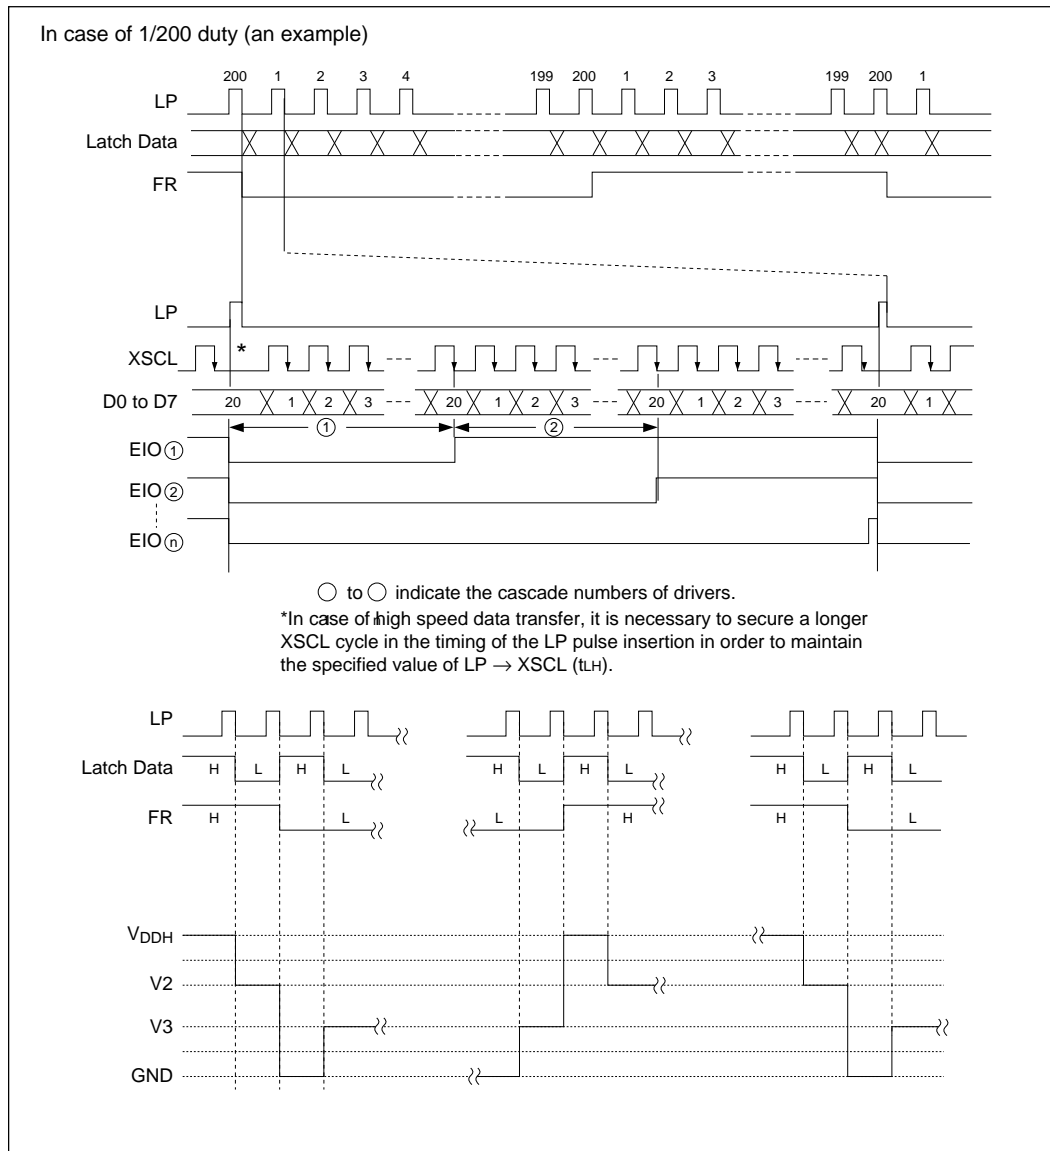 In case of 1/200 duty (an example)
200 1 2 3 4 199 200 1 2 3 199 200 1
LP
Latch Data
FR
LP
*
XSCL
D0 to D7 20 1 2 3 20 1 2 3 20 1 2 3 20 1
① ②
EIO①
EIO②
EIOⓝ
◯ to ◯ indicate the cascade numbers of drivers.
*In case of high speed data transfer, it is necessary to secure a longer
XSCL cycle in the timing of the LP pulse insertion in order to maintain
the specified value of LP → XSCL (tLH).
LP
Latch Data H L H L H L H L H L H L
FR H L L H H L
VDDH
V2
V3
GND